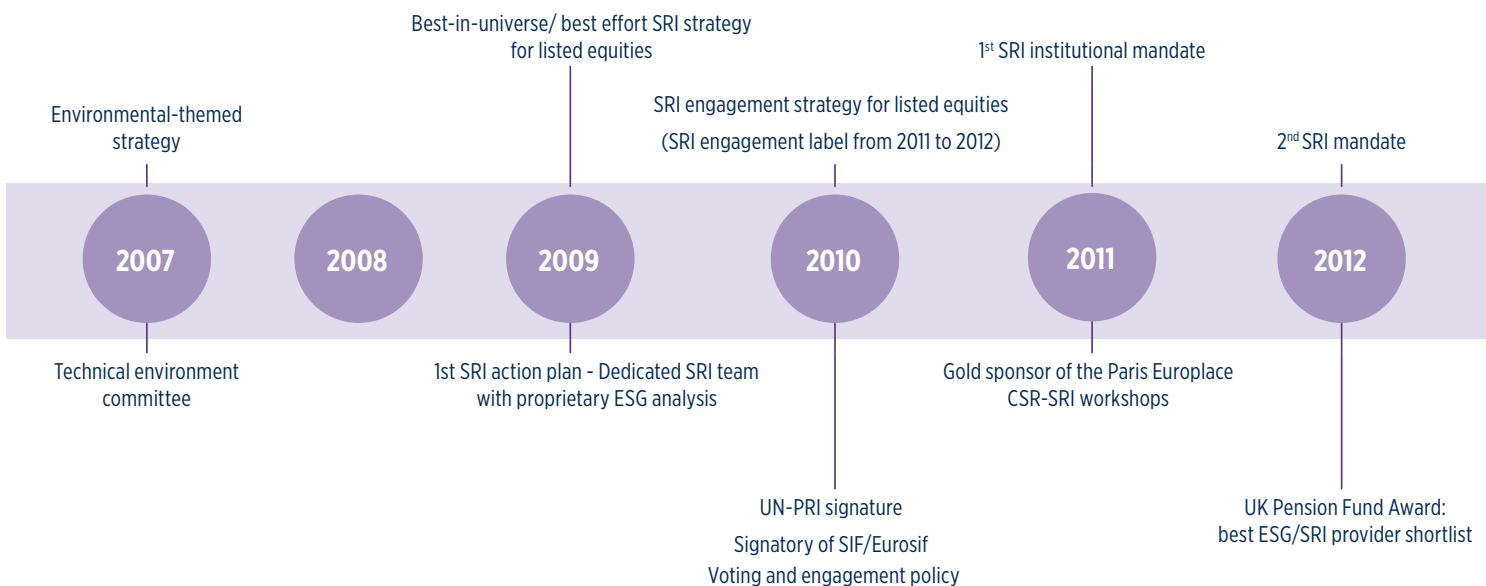 Best-in-universe/ best effort SRI strategy
for listed equities
1st SRI institutional mandate
Environmental-themed
strategy
SRI engagement strategy for listed equities
(SRI engagement label from 2011 to 2012)
2nd SRI mandate
2007
2008
2009
2010
2011
2012
Technical environment
committee
1st SRI action plan - Dedicated SRI team
with proprietary ESG analysis
Gold sponsor of the Paris Europlace
CSR-SRI workshops
UN-PRI signature
Signatory of SIF/Eurosif
Voting and engagement policy
UK Pension Fund Award:
best ESG/SRI provider shortlist